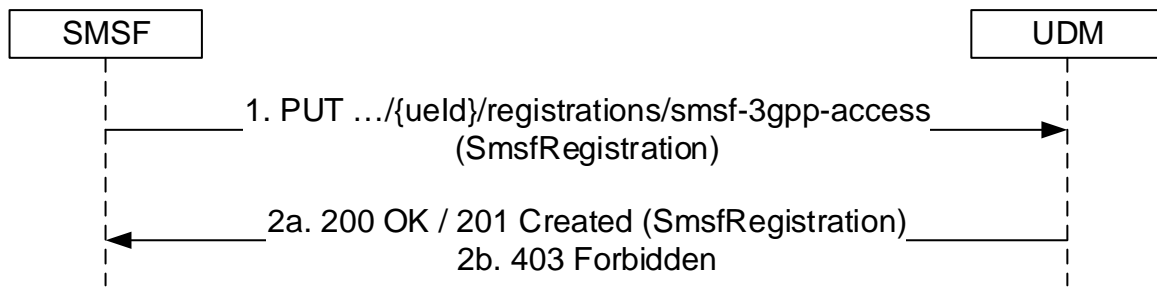 SMSF
UDM
1. PUT …/{ueId}/registrations/smsf-3gpp-access
(SmsfRegistration)
2a. 200 OK / 201 Created (SmsfRegistration)
2b. 403 Forbidden